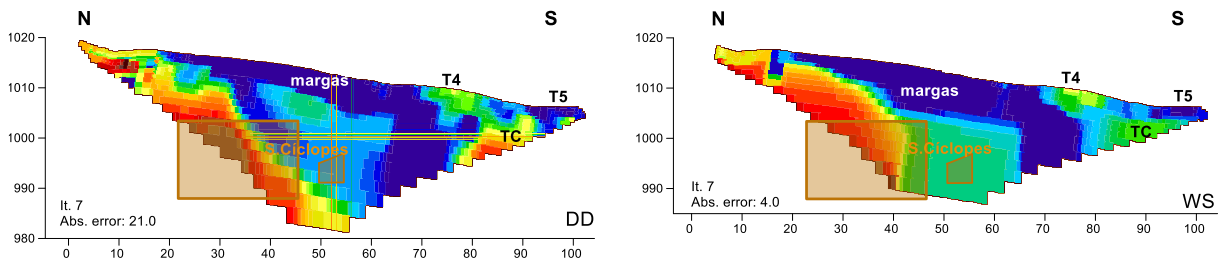 N S
1020
1010
1000
990
980
margas
T4
T5
TC
S.Cíclopes
It. 7
Abs. error: 21.0
DD
0 10 20 30 40 50 60 70 80 90 100
N S
1020
1010
1000
990
margas
T4
T5
TC
S.Cíclopes
It. 7
Abs. error: 4.0
WS
0 10 20 30 40 50 60 70 80 90 100